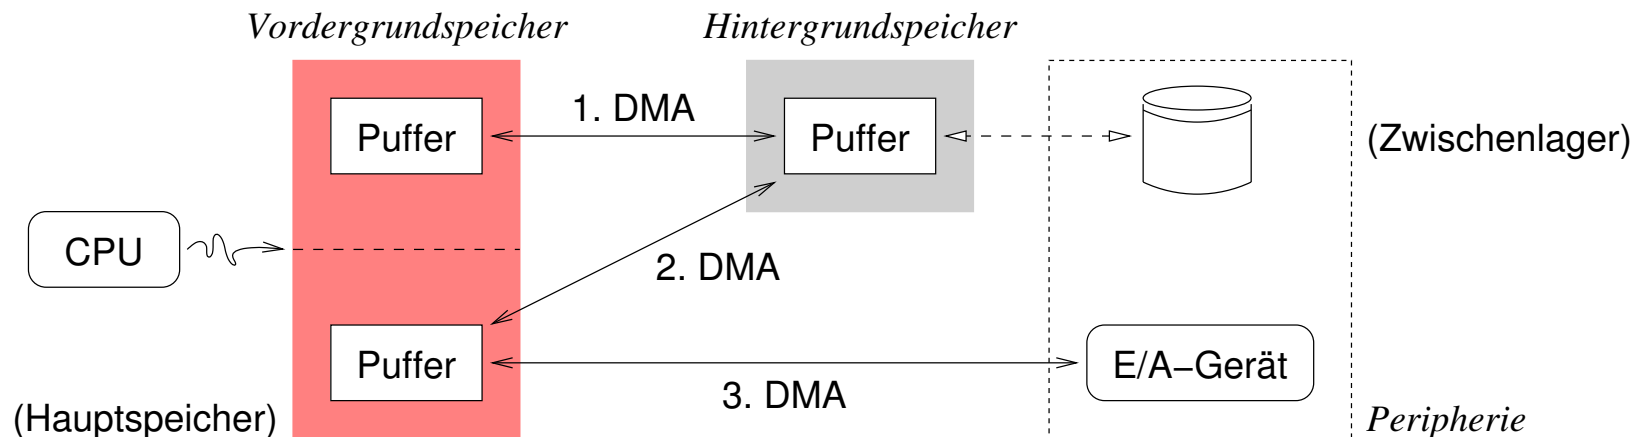 Vordergrundspeicher
Hintergrundspeicher
Puffer
1. DMA
Puffer
(Zwischenlager)
CPU
2. DMA
Puffer
3. DMA
E/A−Gerät
(Hauptspeicher)
Peripherie